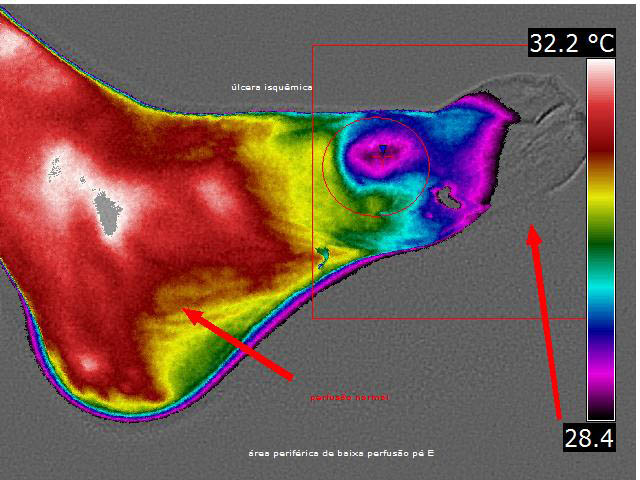 32.2 °C
úlcera isquêmica
perfusão normal
28.4
área periférica de baixa perfusão pé E